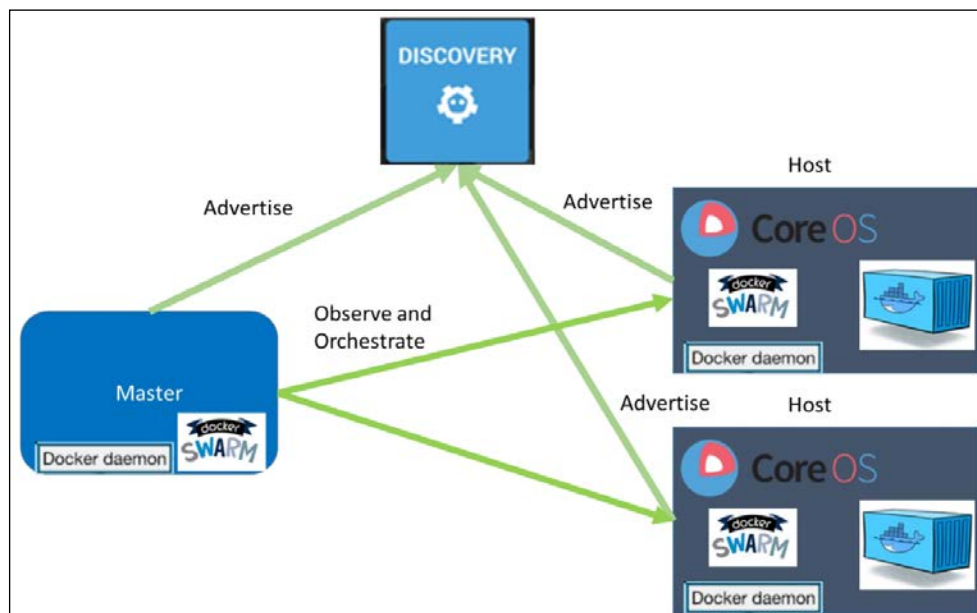 DISCOVERY
Host
Advertise
Advertise
CoreOS
docker
SWARM
Docker daemon
Observe and
Orchestrate
Master
docker
SWARM
Docker daemon
Advertise
Host
CoreOS
docker
SWARM
Docker daemon